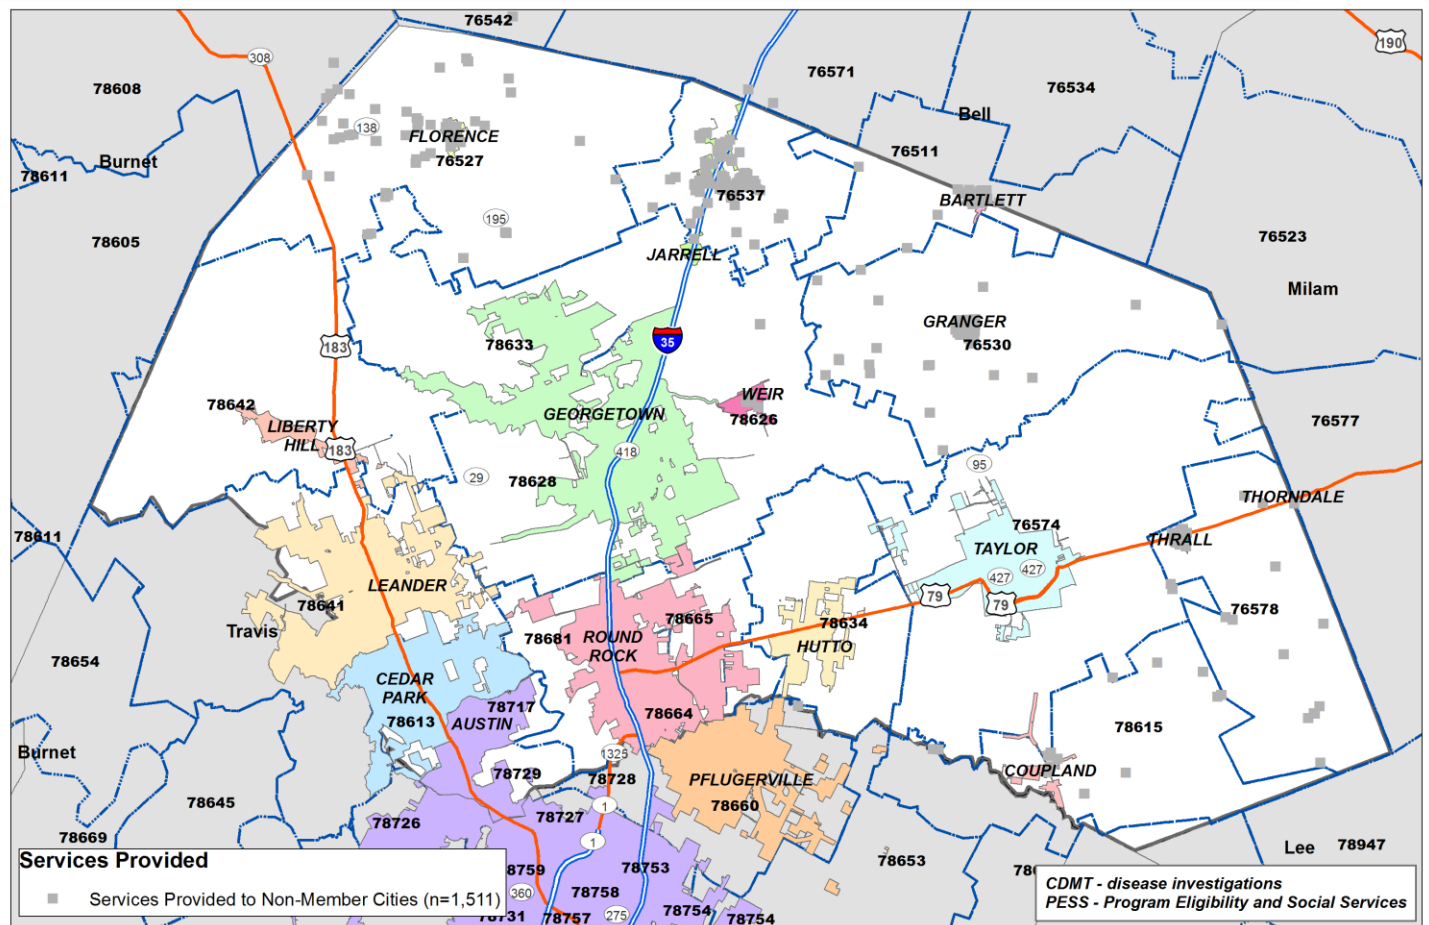 76542
190
308
76571
78608
76534
Bell
138
FLORENCE
76527
76511
Burnet
78611
76537
BARTLETT
195
78605
76523
JARRELL
Milam
GRANGER
76530
35
78633
183
WEIR
78626
78642
LIBERTY
HILL
GEORGETOWN
76577
183
418
29
78628
95
THORNDALE
76574
78611
THRALL
TAYLOR
427
427
LEANDER
79
79
78641
76578
Travis
78665
78634
78681
ROUND
ROCK
HUTTO
78654
CEDAR
PARK
78717
78613
AUSTIN
78664
78615
Burnet
1325
78729
78728
PFLUGERVILLE
COUPLAND
78660
78645
1
78726
78727
78669
1
Lee
78947
78653
Services Provided
Services Provided to Non-Member Cities (n=1,511)
78753
78758
360
78757
275
78754
78754
CDMT - disease investigations
PESS - Program Eligibility and Social Services